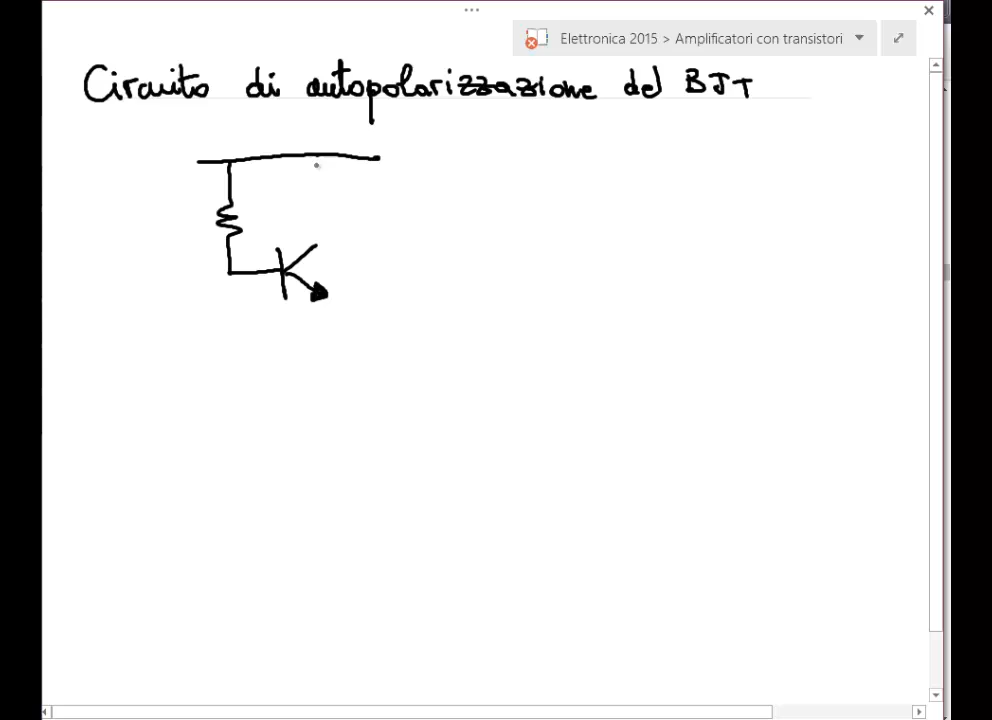 Elettronica 2015 > Amplificatori con transistori
Circuito di autopolarizzazione del BJT